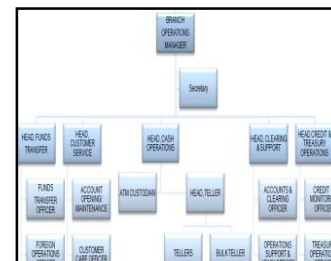 BRANCH
OPERATIONS
MANAGER
Secretary
HEAD, FUNDS
TRANSFER
HEAD,
CUSTOMER
SERVICE
HEAD, CASH
OPERATIONS
HEAD, CLEARING
& SUPPORT
HEAD CREDIT &
TREASURY
OPERATIONS
FUNDS
TRANSFER
OFFICER
ACCOUNT
OPENING/
MAINTENANCE
ATM CUSTODIAN
HEAD, TELLER
ACCOUNTS &
CLEARING
OFFICER
CREDIT
OFFICER
FOREIGN
OPERATIONS
CUSTOMER
CARE OFFICER
TELLERS
BULK TELLER
OPERATIONS
SUPPORT &